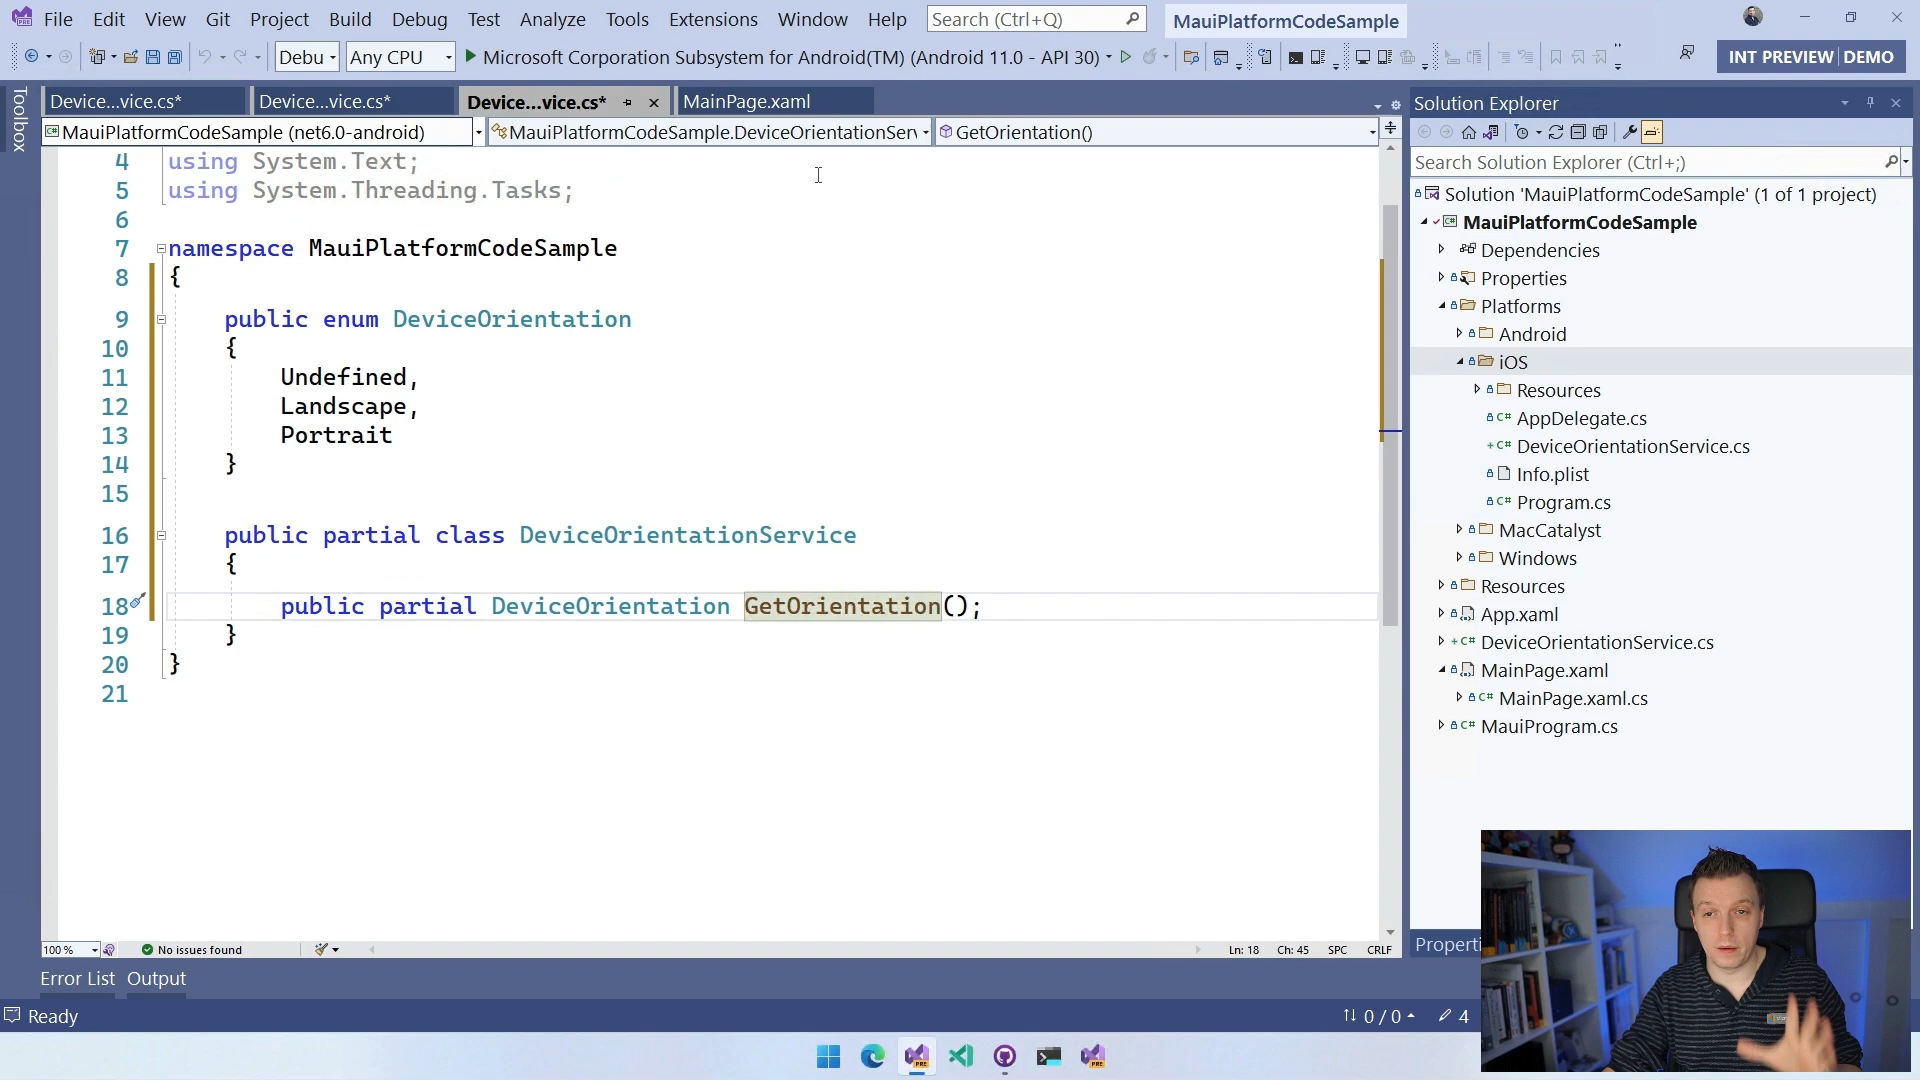 File Edit View Git Project Build Debug Test Analyze Tools Extensions Window Help Search (Ctrl+Q) MauiPlatformCodeSample
Debu Any CPU Microsoft Corporation Subsystem for Android(TM) (Android 11.0 - API 30) INT PREVIEW DEMO
Toolbox
Device...vice.cs* Device...vice.cs* Device...vice.cs* MainPage.xaml
MauiPlatformCodeSample (net6.0-android) MauiPlatformCodeSample.DeviceOrientationServ GetOrientation()
4 using System.Text;
5 using System.Threading.Tasks;
6
7 namespace MauiPlatformCodeSample
8 {
9 public enum DeviceOrientation
10 {
11 Undefined,
12 Landscape,
13 Portrait
14 }
15
16 public partial class DeviceOrientationService
17 {
18 public partial DeviceOrientation GetOrientation();
19 }
20 }
21
100 % No issues found Ln: 18 Ch: 45 SPC CRLF
Error List Output
Ready 0 / 0 4
Solution Explorer
Search Solution Explorer (Ctrl+;)
Solution 'MauiPlatformCodeSample' (1 of 1 project)
MauiPlatformCodeSample
Dependencies
Properties
Platforms
Android
iOS
Resources
AppDelegate.cs
DeviceOrientationService.cs
Info.plist
Program.cs
MacCatalyst
Windows
Resources
App.xaml
DeviceOrientationService.cs
MainPage.xaml
MainPage.xaml.cs
MauiProgram.cs
Properti